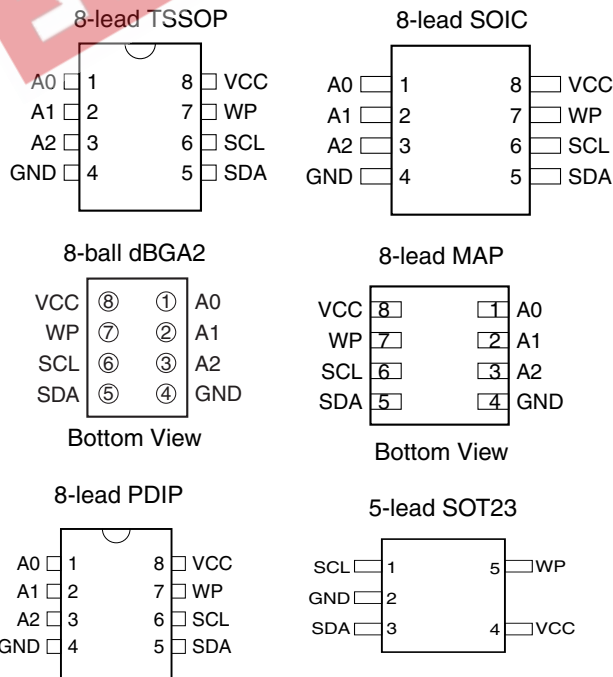 8-lead TSSOP
A0 1 8 VCC
A1 2 7 WP
A2 3 6 SCL
GND 4 5 SDA
8-lead SOIC
A0 1 8 VCC
A1 2 7 WP
A2 3 6 SCL
GND 4 5 SDA
8-ball dBGA2
VCC 8 1 A0
WP 7 2 A1
SCL 6 3 A2
SDA 5 4 GND
Bottom View
8-lead MAP
VCC 8 1 A0
WP 7 2 A1
SCL 6 3 A2
SDA 5 4 GND
Bottom View
8-lead PDIP
A0 1 8 VCC
A1 2 7 WP
A2 3 6 SCL
GND 4 5 SDA
5-lead SOT23
SCL 1 5 WP
GND 2
SDA 3 4 VCC